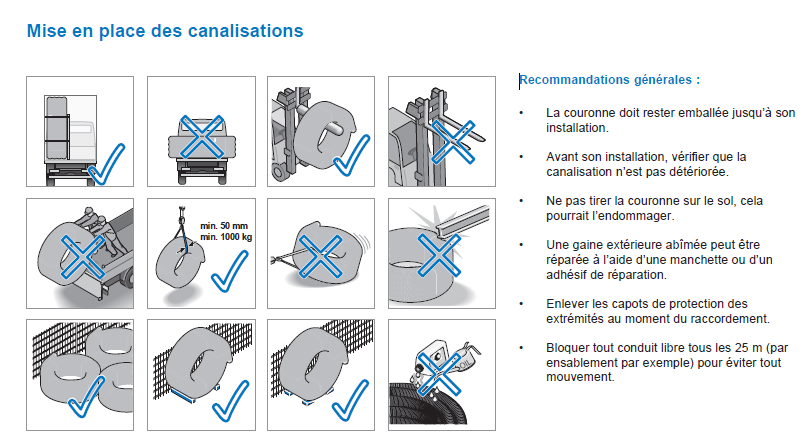 Mise en place des canalisations
min. 50 mm
min. 1000 kg
Recommandations générales :
• La couronne doit rester emballée jusqu’à son
installation.
• Avant son installation, vérifier que la
canalisation n’est pas détériorée.
• Ne pas tirer la couronne sur le sol, cela
pourrait l’endommager.
• Une gaine extérieure abîmée peut être
réparée à l’aide d’une manchette ou d’un
adhésif de réparation.
• Enlever les capots de protection des
extrémités au moment du raccordement.
• Bloquer tout conduit libre tous les 25 m (par
ensablement par exemple) pour éviter tout
mouvement.